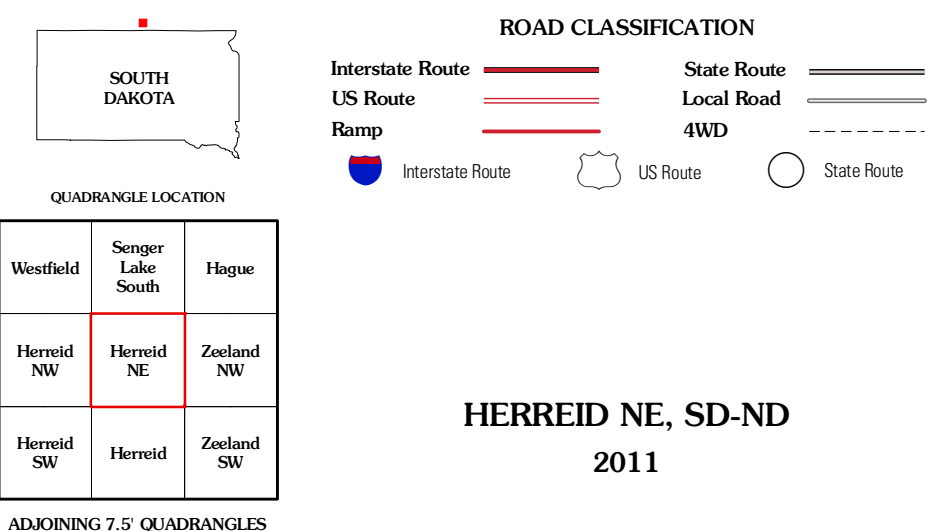 SOUTH
DAKOTA
QUADRANGLE LOCATION
ROAD CLASSIFICATION
Interstate Route
State Route
US Route
Local Road
Ramp
4WD
Interstate Route
US Route
State Route
Westfield
Senger
Lake
South
Hague
Herreid
NW
Herreid
NE
Zeeland
NW
Herreid
SW
Herreid
Zeeland
SW
ADJOINING 7.5' QUADRANGLES
HERREID NE, SD-ND
2011